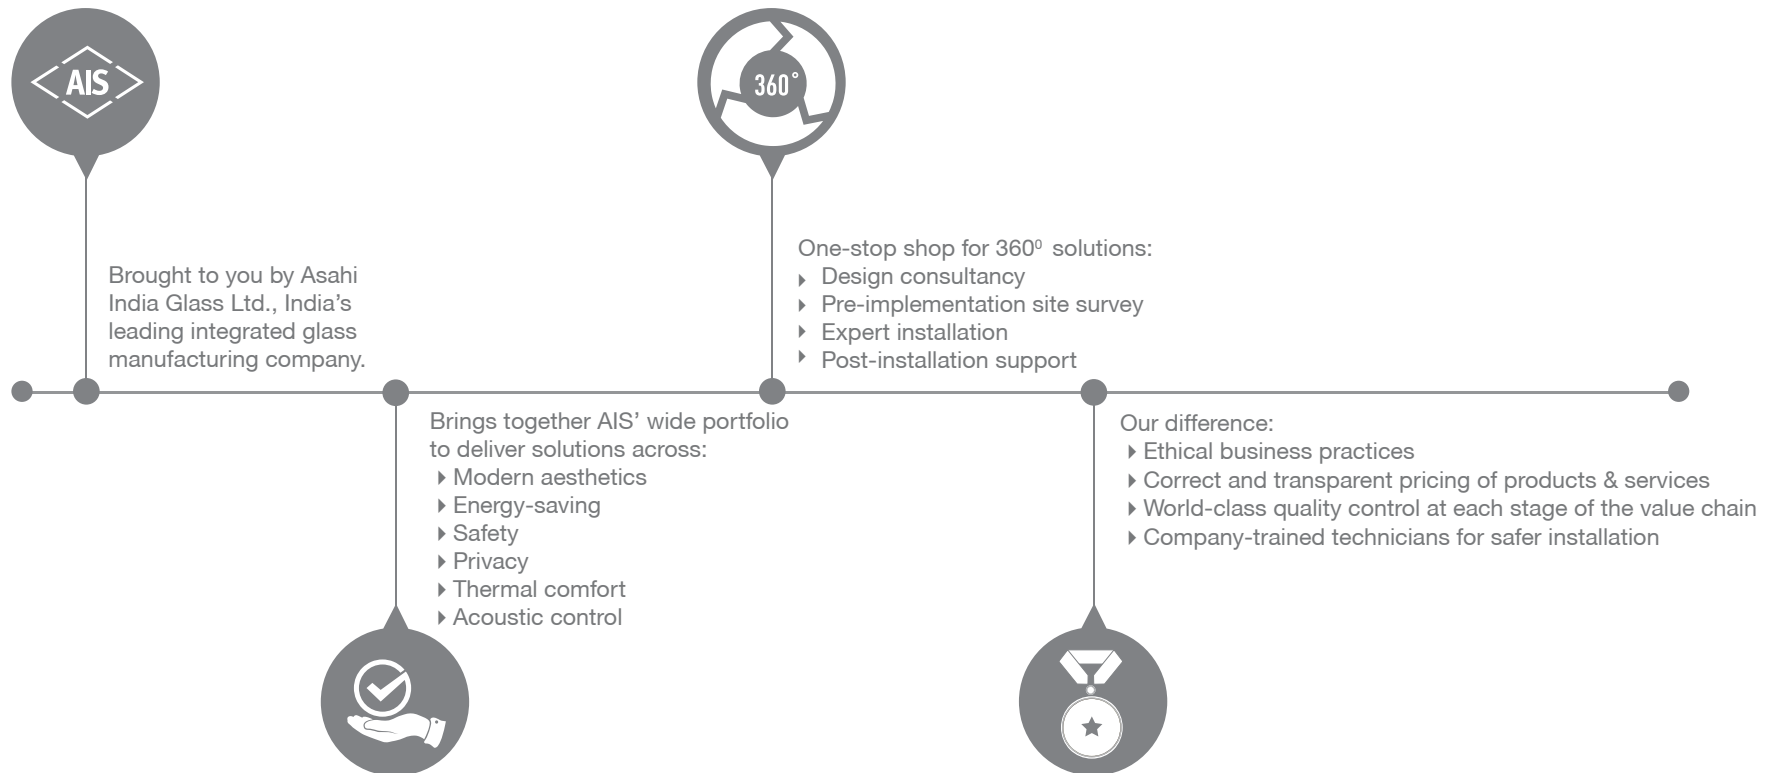 AIS
Brought to you by Asahi
India Glass Ltd., India’s
leading integrated glass
manufacturing company.
Brings together AIS’ wide portfolio
to deliver solutions across:
Modern aesthetics
Energy-saving
Safety
Privacy
Thermal comfort
Acoustic control
360°
One-stop shop for 360⁰ solutions:
Design consultancy
Pre-implementation site survey
Expert installation
Post-installation support
Our difference:
Ethical business practices
Correct and transparent pricing of products & services
World-class quality control at each stage of the value chain
Company-trained technicians for safer installation